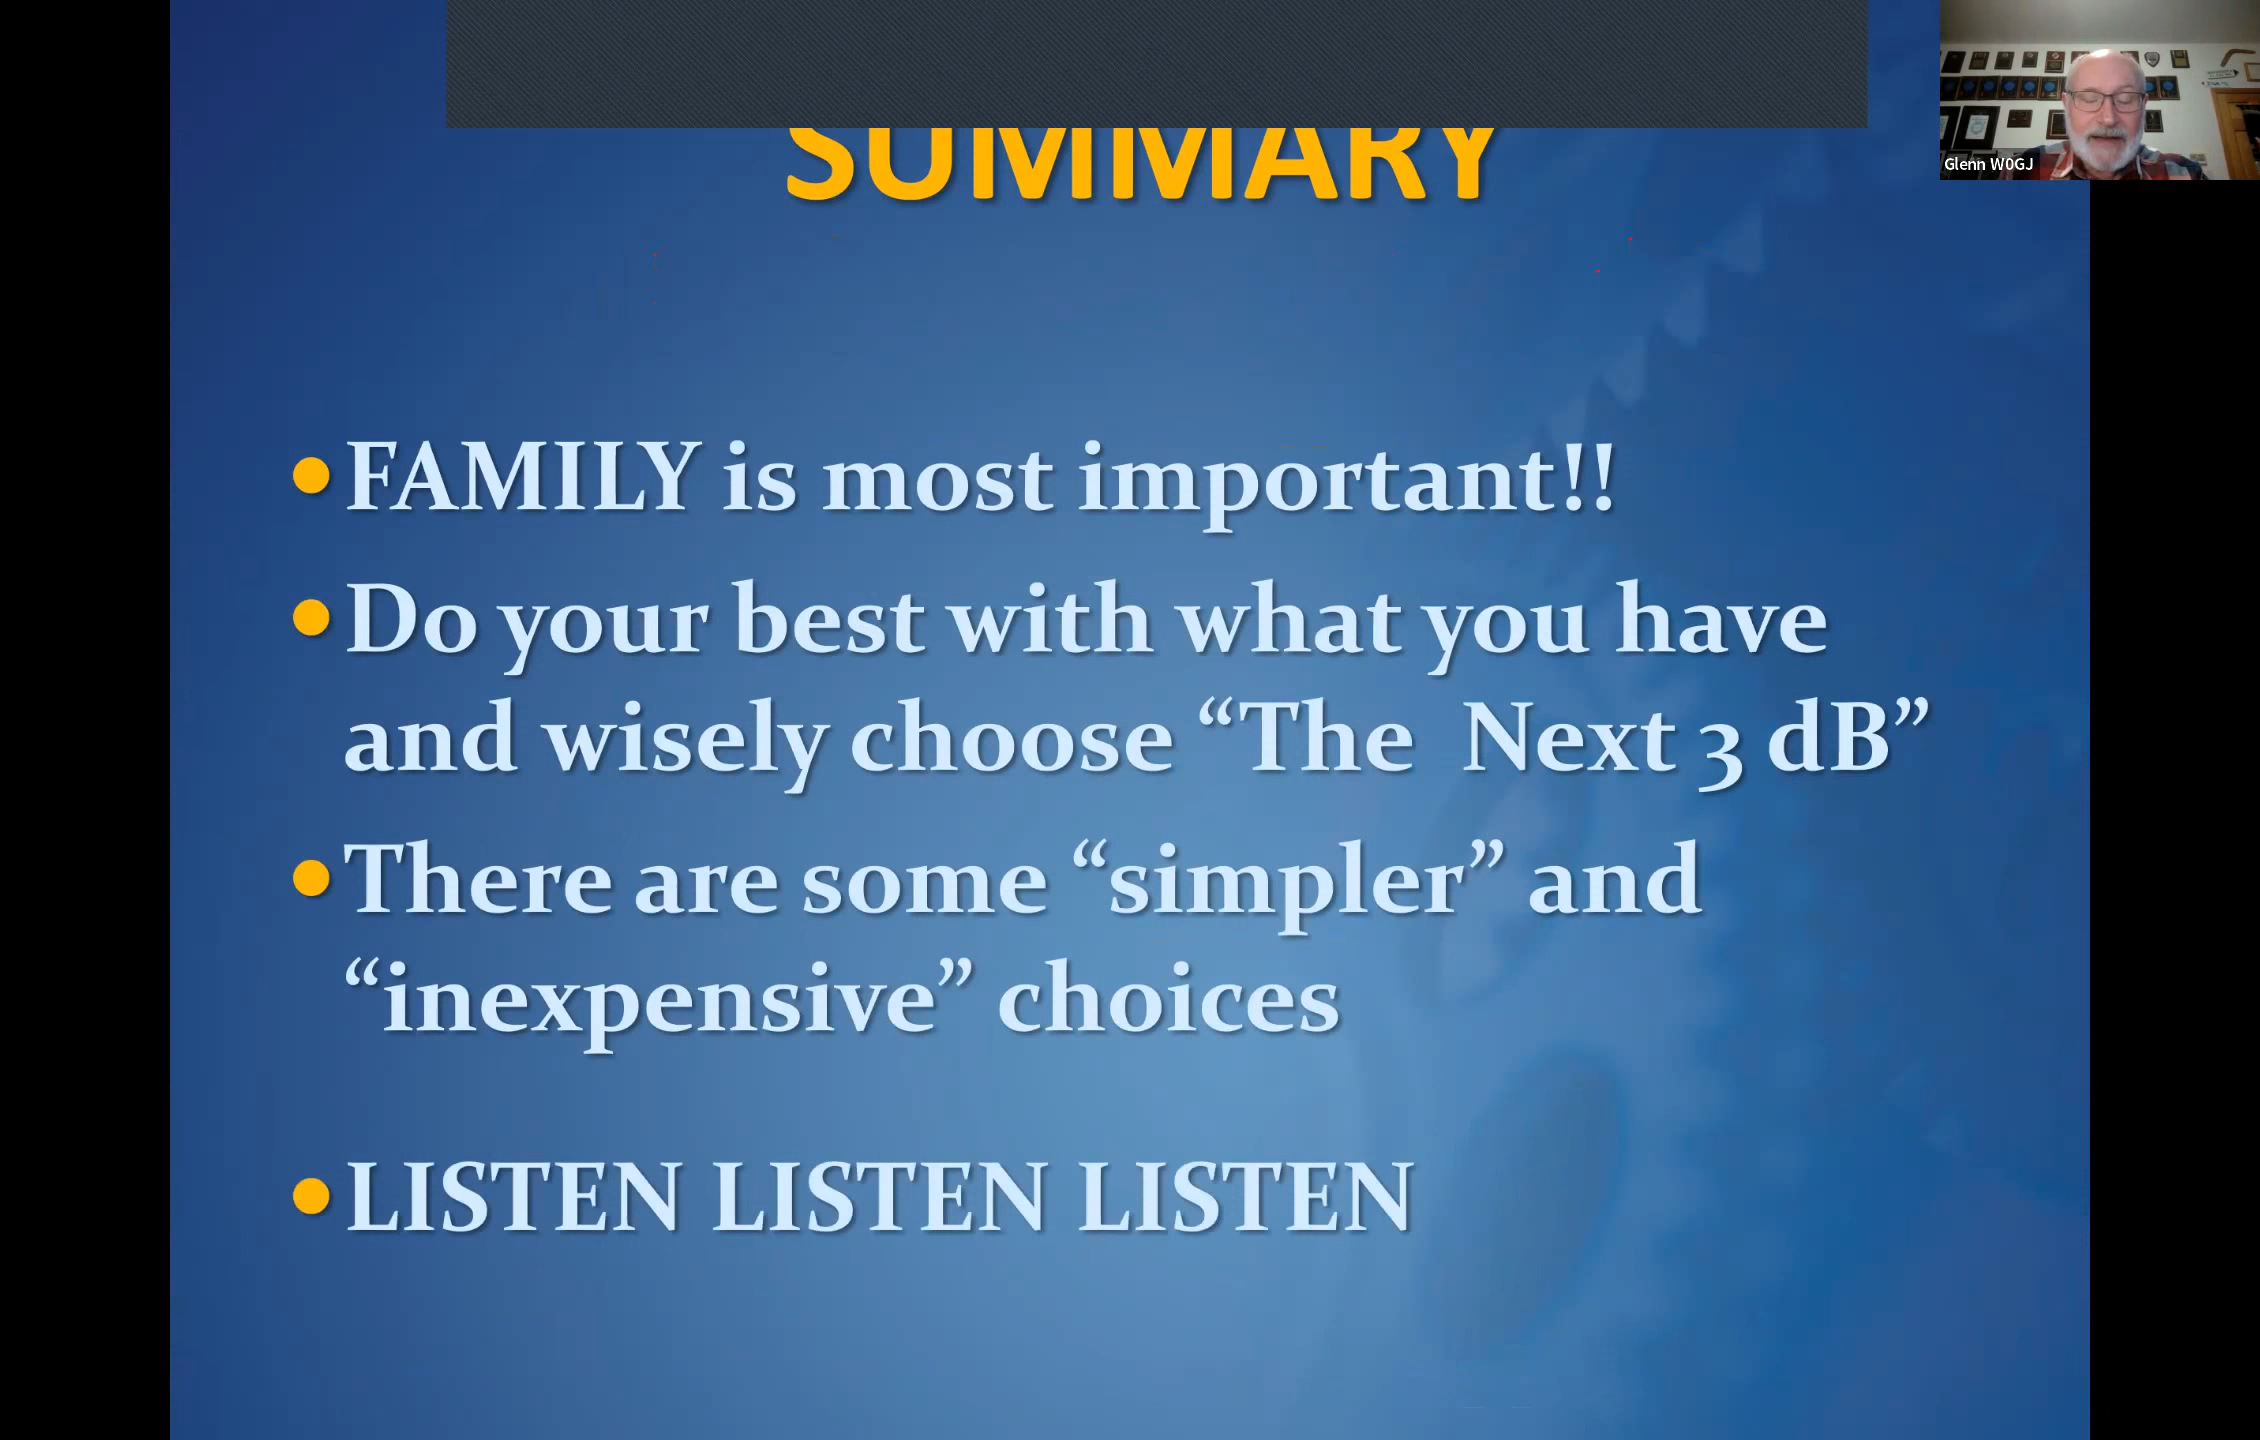 SUMMARY
Glenn W0GJ
• FAMILY is most important!!
• Do your best with what you have
and wisely choose “The  Next 3 dB”
• There are some “simpler” and
“inexpensive” choices
• LISTEN LISTEN LISTEN